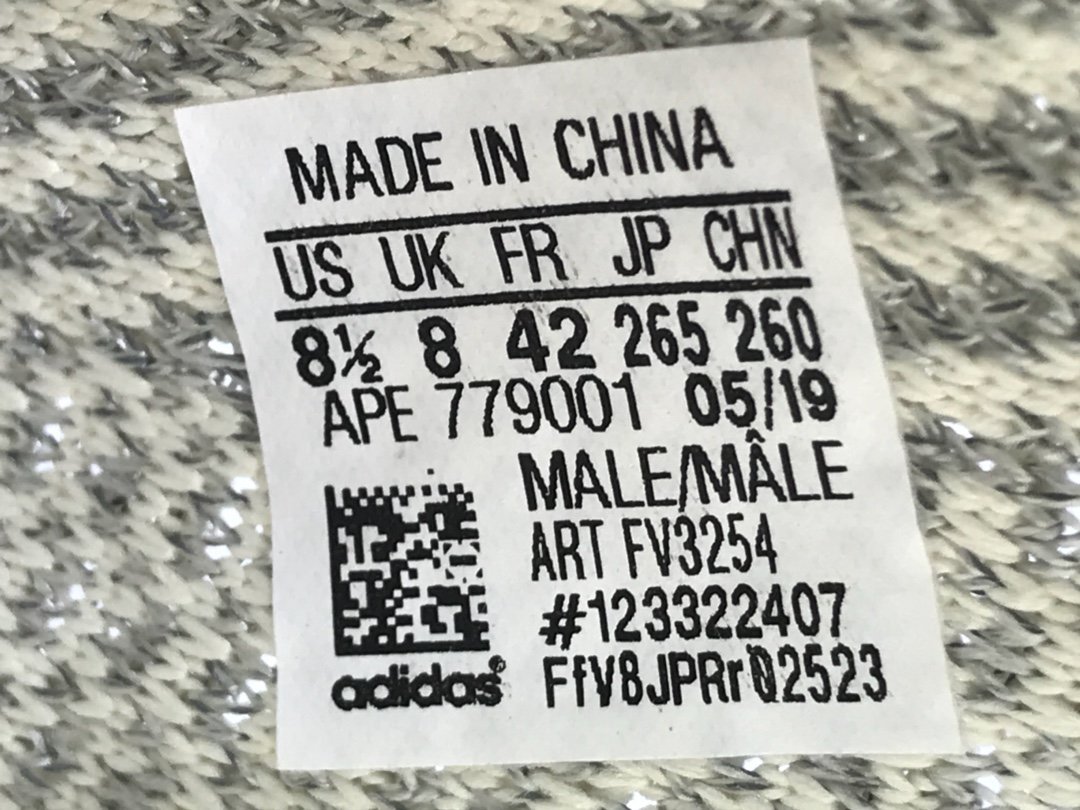 MADE IN CHINA
US UK FR JP CHN
8½ 8 42 265 260
APE 779001 05/19
MALE/MÂLE
ART FV3254
#123322407
FfV8JPRr02523
adidas®